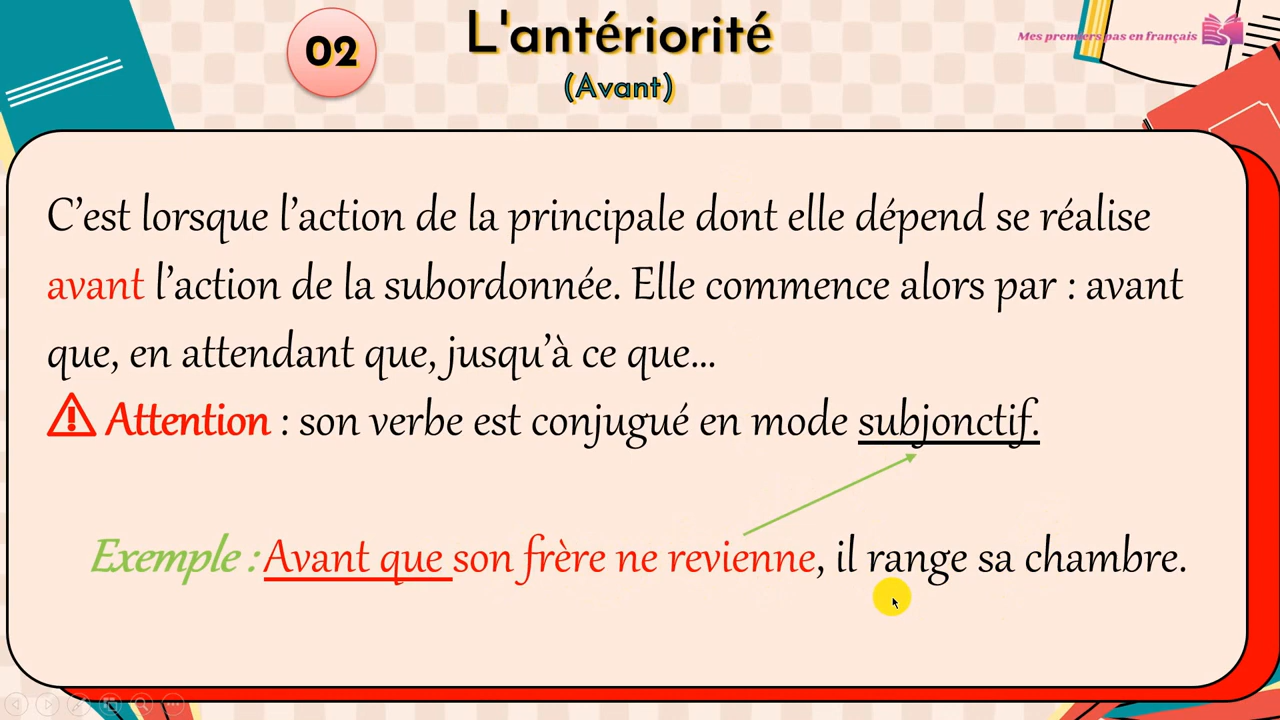 02
L'antériorité
(Avant)
Mes premiers pas en français
C'est lorsque l'action de la principale dont elle dépend se réalise
avant l'action de la subordonnée. Elle commence alors par : avant
que, en attendant que, jusqu'à ce que...
Attention : son verbe est conjugué en mode subjonctif.
Exemple : Avant que son frère ne revienne, il range sa chambre.